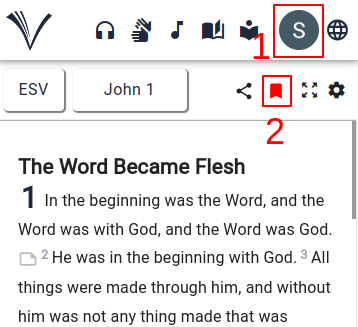 1 S
ESV John 1
2
The Word Became Flesh
1 In the beginning was the Word, and the
Word was with God, and the Word was God.
2 He was in the beginning with God. 3 All
things were made through him, and without
him was not any thing made that was